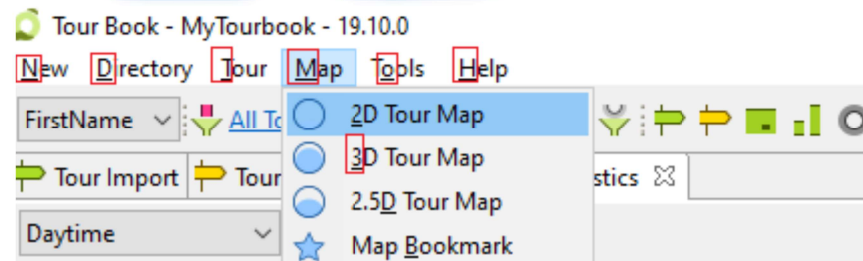 Tour Book - MyTourbook - 19.10.0
New Directory Tour Map Tools Help
FirstName All To
2D Tour Map
3D Tour Map
Tour Import Tour stics
2.5D Tour Map
Daytime
Map Bookmark